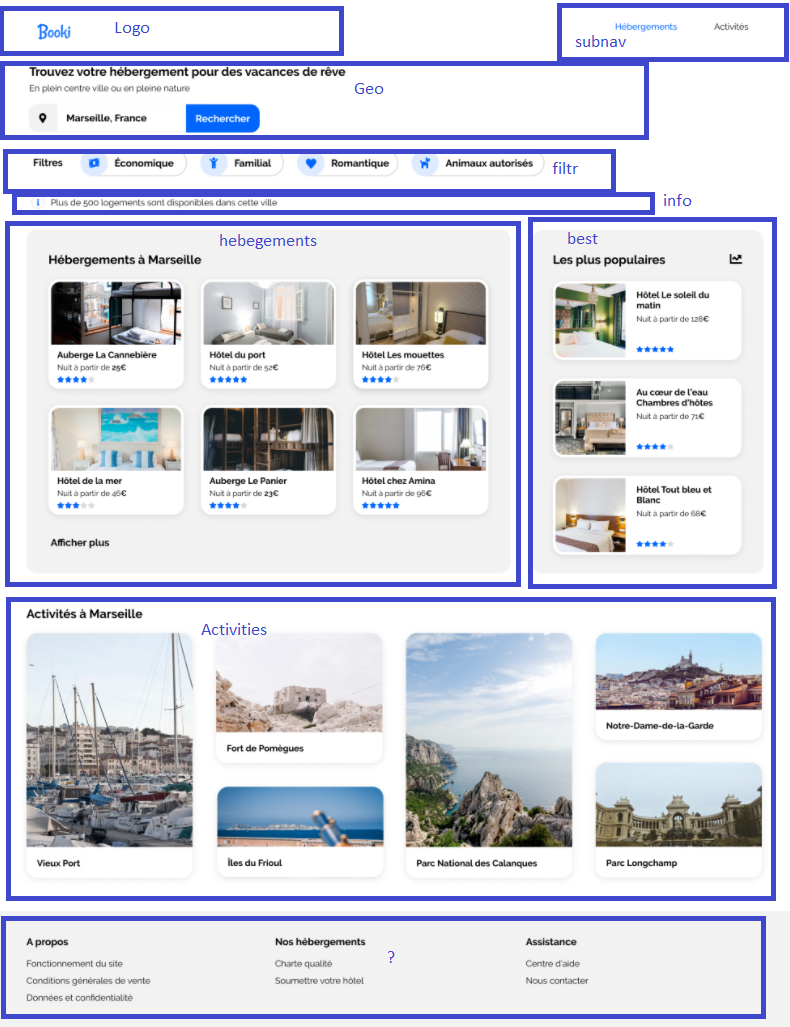 Booki
Logo
Hébergements
Activités
subnav
Trouvez votre hébergement pour des vacances de rêve
En plein centre ville ou en pleine nature
Geo
Marseille, France
Rechercher
Filtres
Économique
Familial
Romantique
Animaux autorisés
filtr
Plus de 500 logements sont disponibles dans cette ville
info
hebegements
Hébergements à Marseille
Auberge La Cannebière
Nuit à partir de 25€
Hôtel du port
Nuit à partir de 52€
Hôtel Les mouettes
Nuit à partir de 76€
Hôtel de la mer
Nuit à partir de 46€
Auberge Le Panier
Nuit à partir de 23€
Hôtel chez Amina
Nuit à partir de 96€
Afficher plus
best
Les plus populaires
Hôtel Le soleil du
matin
Nuit à partir de 128€
Au cœur de l'eau
Chambres d'hôtes
Nuit à partir de 71€
Hôtel Tout bleu et
Blanc
Nuit à partir de 68€
Activités à Marseille
Activities
Vieux Port
Fort de Pomègues
Îles du Frioul
Parc National des Calanques
Notre-Dame-de-la-Garde
Parc Longchamp
A propos
Fonctionnement du site
Conditions générales de vente
Données et confidentialité
Nos hébergements
Charte qualité
Soumettre votre hôtel
?
Assistance
Centre d'aide
Nous contacter